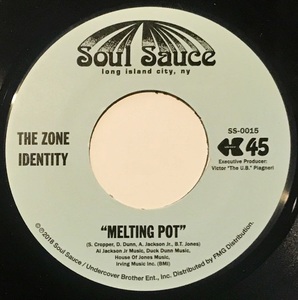 Soul Sauce
long island city, ny
THE ZONE
IDENTITY
SS-0015
45
Executive Producer:
Victor "The U.B." Piagneri
"MELTING POT"
(S. Cropper, D. Dunn, A. Jackson Jr., B.T. Jones)
Al Jackson Jr Music, Duck Dunn Music,
House Of Jones Music,
Irving Music Inc. (BMI)
℗©2018 Soul Sauce / Undercover Brother Ent., Inc. Distributed by FMG Distribution.